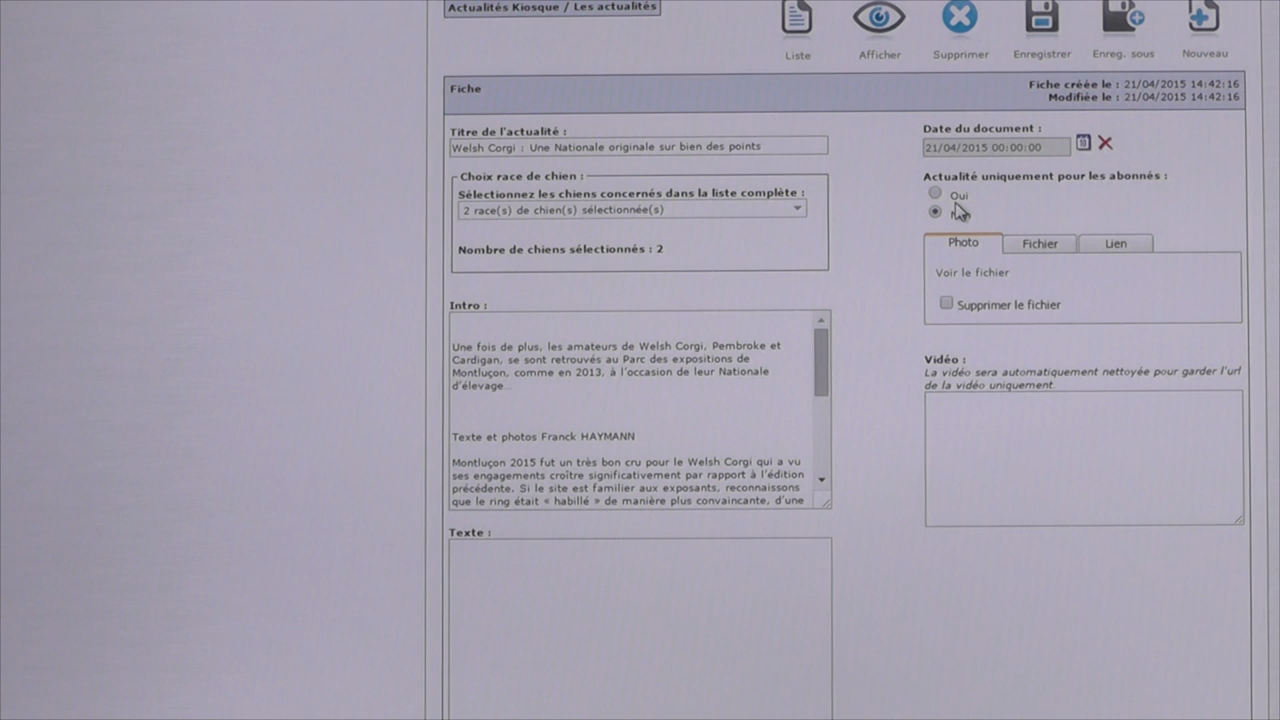 Actualités Kiosque / Les actualités
Liste
Afficher
Supprimer
Enregistrer
Enreg. sous
Nouveau
Fiche
Fiche créée le : 21/04/2015 14:42:16
Modifiée le : 21/04/2015 14:42:16
Titre de l'actualité :
Welsh Corgi : Une Nationale originale sur bien des points
Choix race de chien :
Sélectionnez les chiens concernés dans la liste complète :
2 race(s) de chien(s) sélectionnée(s)
Nombre de chiens sélectionnés : 2
Intro :
Une fois de plus, les amateurs de Welsh Corgi, Pembroke et
Cardigan, se sont retrouvés au Parc des expositions de
Montluçon, comme en 2013, à l'occasion de leur Nationale
d'élevage...
Texte et photos Franck HAYMANN
Montluçon 2015 fut un très bon cru pour le Welsh Corgi qui a vu
ses engagements croître significativement par rapport à l'édition
précédente. Si le site est familier aux exposants, reconnaissons
que le ring était « habillé » de manière plus convaincante, d'une
Texte :
Date du document :
21/04/2015 00:00:00
Actualité uniquement pour les abonnés :
Oui
Photo
Fichier
Lien
Voir le fichier
Supprimer le fichier
Vidéo :
La vidéo sera automatiquement nettoyée pour garder l'url
de la vidéo uniquement.